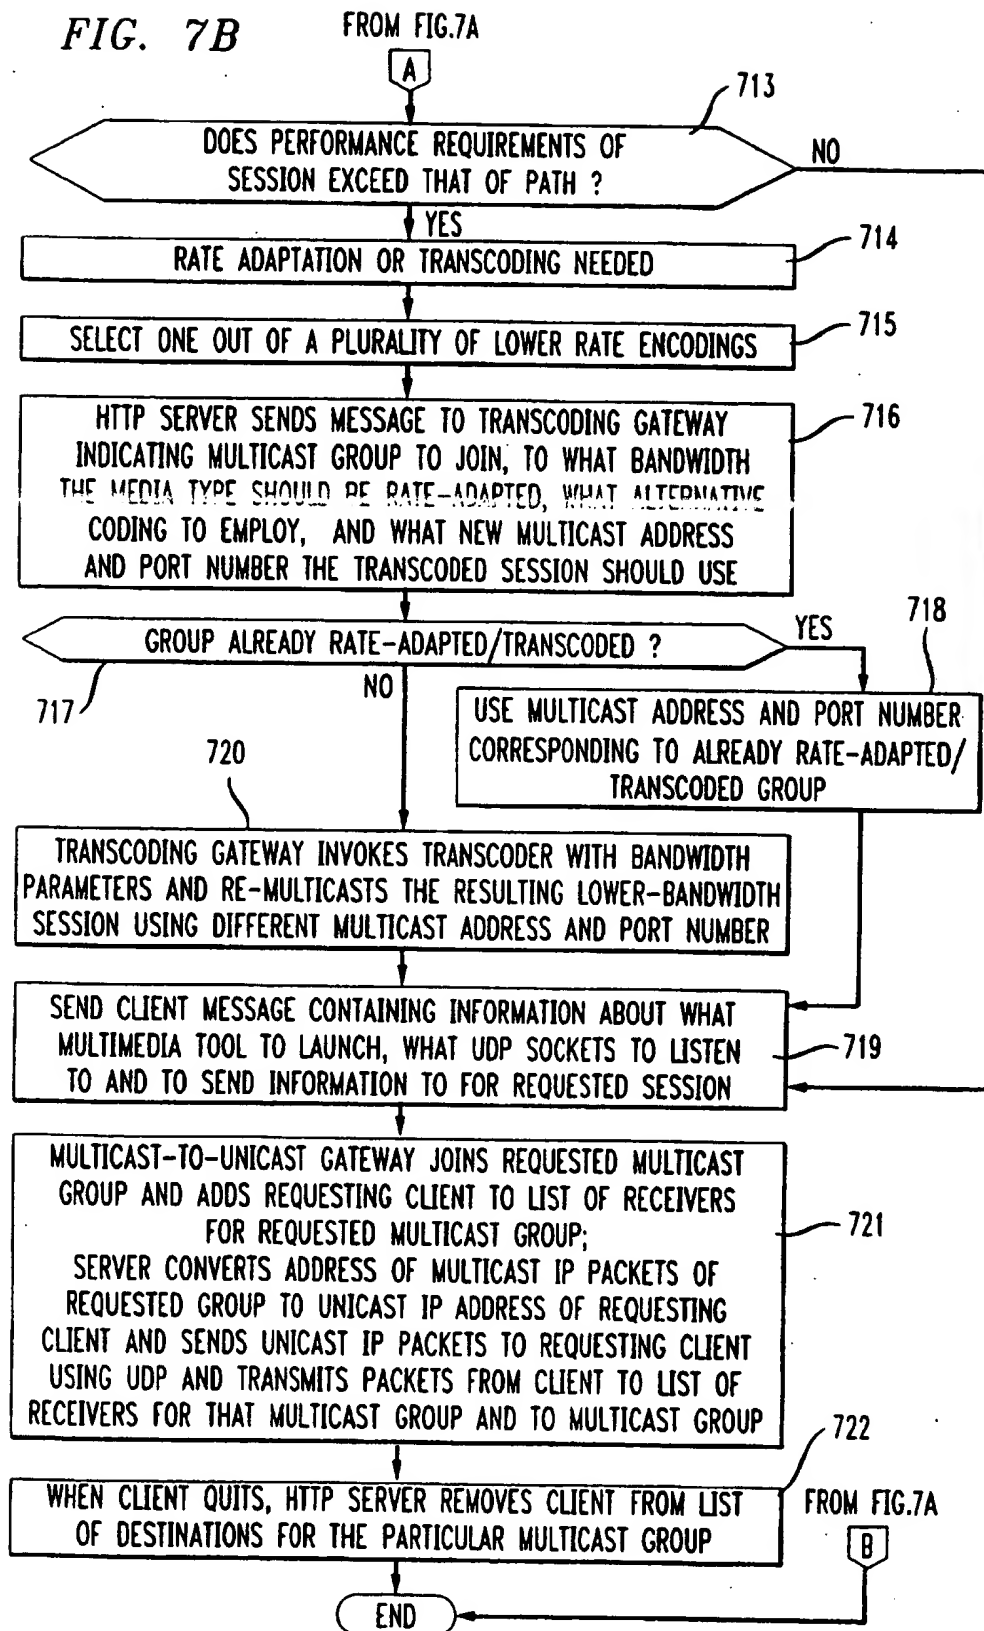 FIG. 7B
FROM FIG.7A
A
713
DOES PERFORMANCE REQUIREMENTS OF
SESSION EXCEED THAT OF PATH ?
NO
YES
714
RATE ADAPTATION OR TRANSCODING NEEDED
715
SELECT ONE OUT OF A PLURALITY OF LOWER RATE ENCODINGS
716
HTTP SERVER SENDS MESSAGE TO TRANSCODING GATEWAY
INDICATING MULTICAST GROUP TO JOIN, TO WHAT BANDWIDTH
THE MEDIA TYPE SHOULD BE RATE-ADAPTED, WHAT ALTERNATIVE
CODING TO EMPLOY, AND WHAT NEW MULTICAST ADDRESS
AND PORT NUMBER THE TRANSCODED SESSION SHOULD USE
717
GROUP ALREADY RATE-ADAPTED/TRANSCODED ?
YES
NO
718
USE MULTICAST ADDRESS AND PORT NUMBER
CORRESPONDING TO ALREADY RATE-ADAPTED/
TRANSCODED GROUP
720
TRANSCODING GATEWAY INVOKES TRANSCODER WITH BANDWIDTH
PARAMETERS AND RE-MULTICASTS THE RESULTING LOWER-BANDWIDTH
SESSION USING DIFFERENT MULTICAST ADDRESS AND PORT NUMBER
SEND CLIENT MESSAGE CONTAINING INFORMATION ABOUT WHAT
MULTIMEDIA TOOL TO LAUNCH, WHAT UDP SOCKETS TO LISTEN
TO AND TO SEND INFORMATION TO FOR REQUESTED SESSION
719
MULTICAST-TO-UNICAST GATEWAY JOINS REQUESTED MULTICAST
GROUP AND ADDS REQUESTING CLIENT TO LIST OF RECEIVERS
FOR REQUESTED MULTICAST GROUP;
SERVER CONVERTS ADDRESS OF MULTICAST IP PACKETS OF
REQUESTED GROUP TO UNICAST IP ADDRESS OF REQUESTING
CLIENT AND SENDS UNICAST IP PACKETS TO REQUESTING CLIENT
USING UDP AND TRANSMITS PACKETS FROM CLIENT TO LIST OF
RECEIVERS FOR THAT MULTICAST GROUP AND TO MULTICAST GROUP
721
722
WHEN CLIENT QUITS, HTTP SERVER REMOVES CLIENT FROM LIST
OF DESTINATIONS FOR THE PARTICULAR MULTICAST GROUP
FROM FIG.7A
B
END